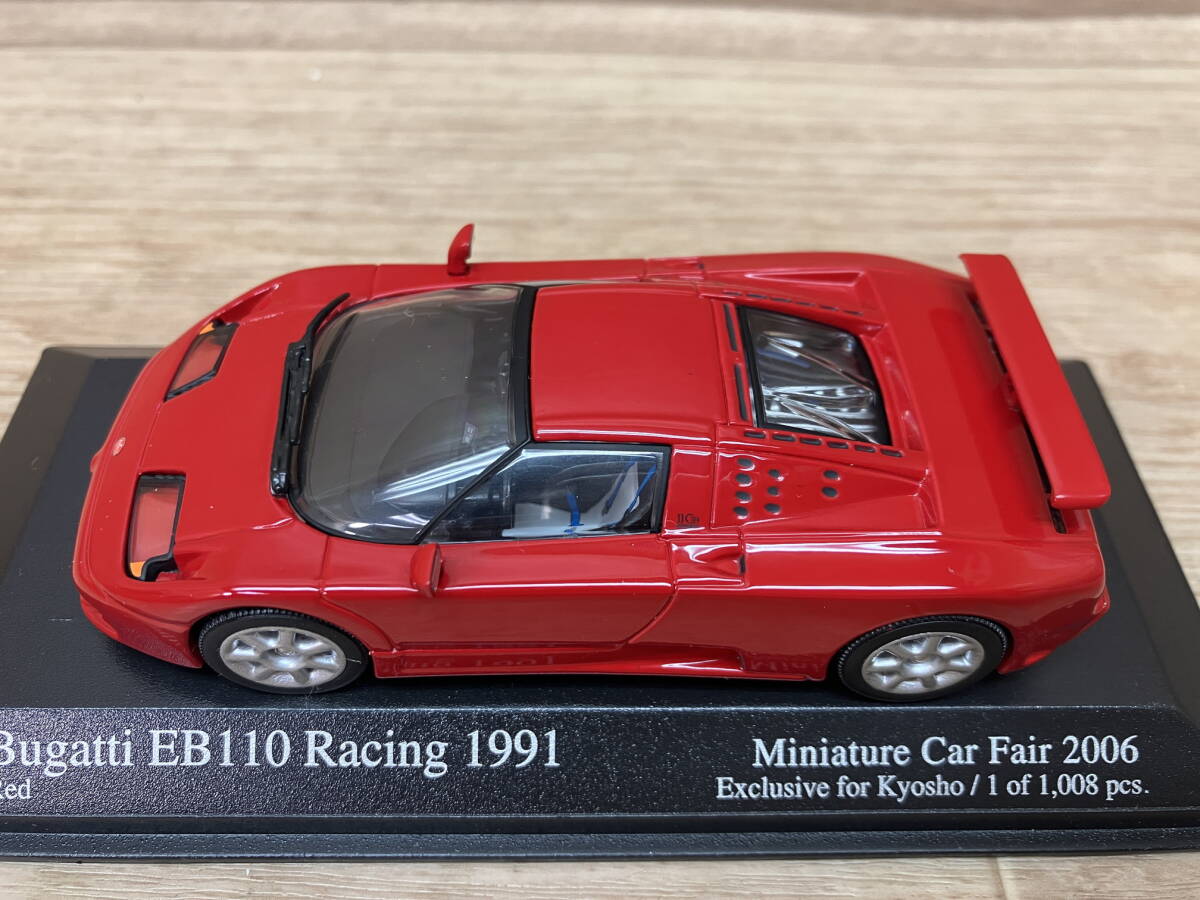 Bugatti EB110 Racing 1991
Red
Miniature Car Fair 2006
Exclusive for Kyosho / 1 of 1,008 pcs.